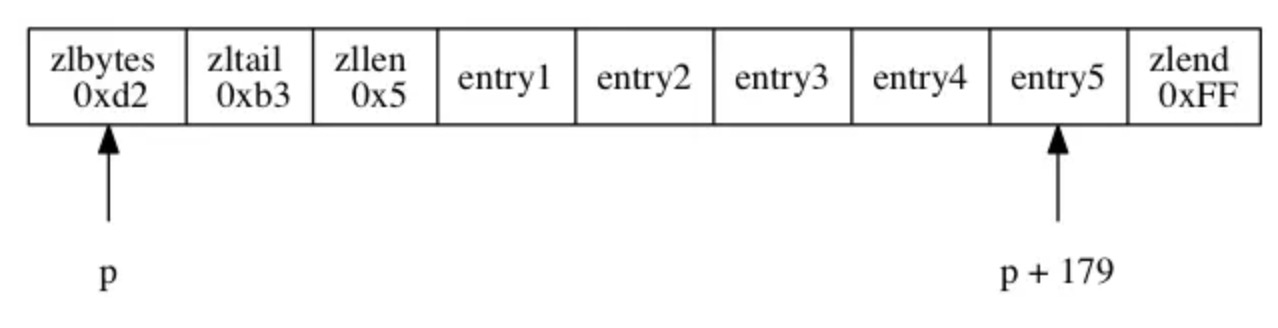 zlbytes
0xd2
zltail
0xb3
zllen
0x5
entry1
entry2
entry3
entry4
entry5
zlend
0xFF
p
p + 179